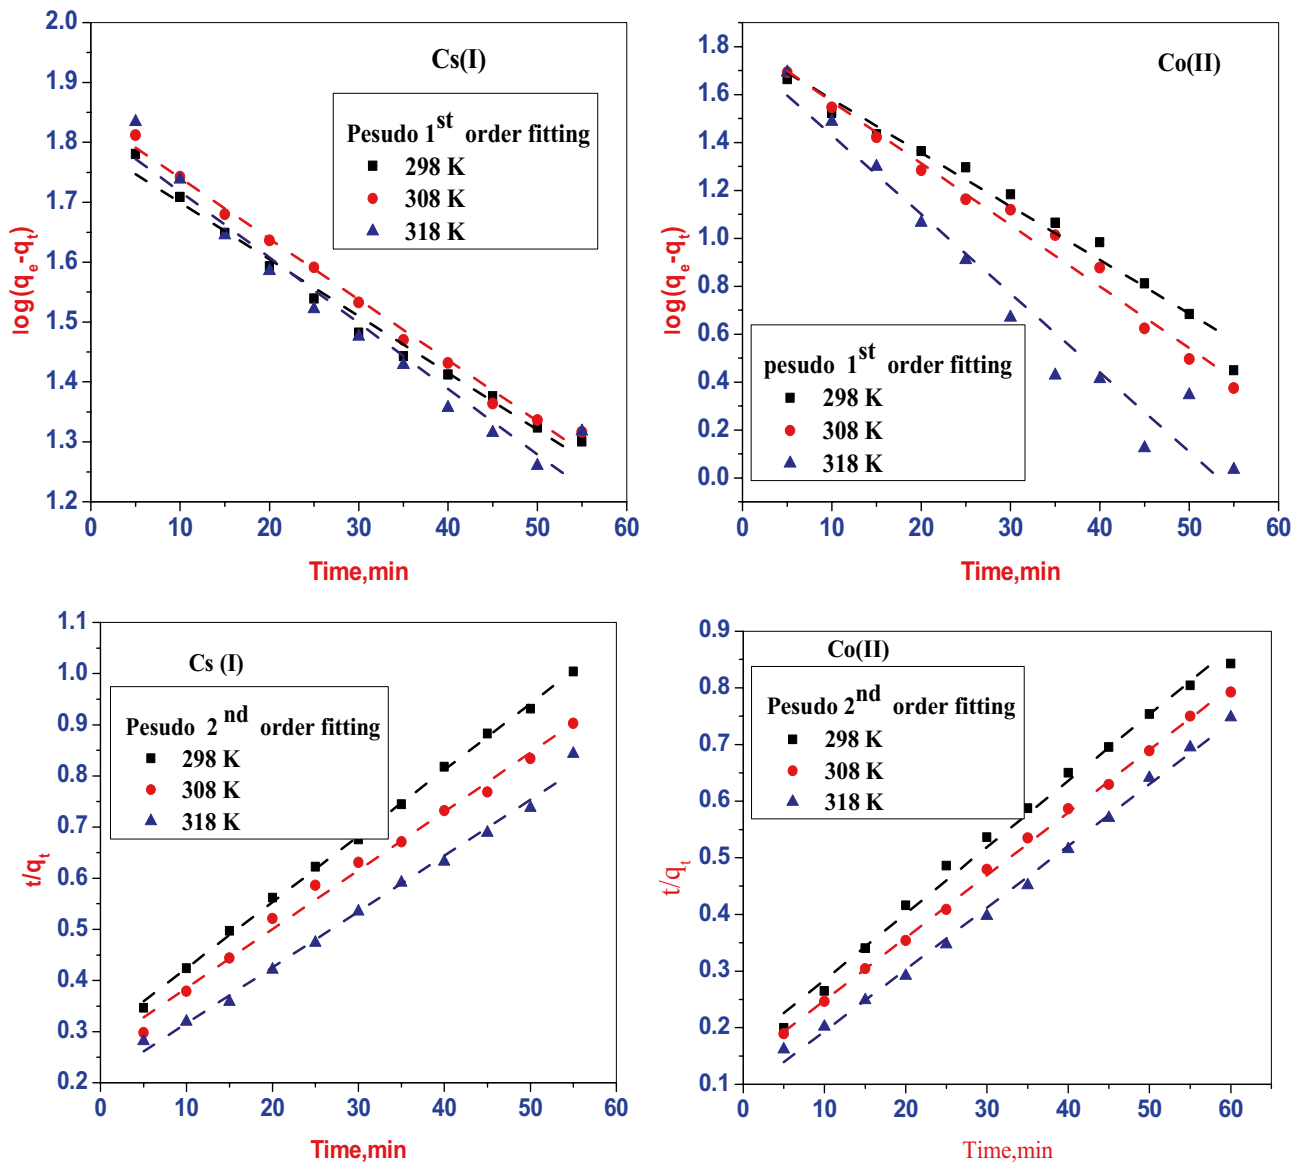 Cs(I)
Pesudo 1st order fitting
298 K
308 K
318 K
2.0
1.9
1.8
1.7
1.6
1.5
1.4
1.3
1.2
log(qe-qt)
0 10 20 30 40 50 60
Time,min
Co(II)
pesudo 1st order fitting
298 K
308 K
318 K
1.8
1.6
1.4
1.2
1.0
0.8
0.6
0.4
0.2
0.0
log(qe-qt)
0 10 20 30 40 50 60
Time,min
Cs (I)
Pesudo 2nd order fitting
298 K
308 K
318 K
1.1
1.0
0.9
0.8
0.7
0.6
0.5
0.4
0.3
0.2
t/qt
0 10 20 30 40 50 60
Time,min
Co(II)
Pesudo 2nd order fitting
298 K
308 K
318 K
0.9
0.8
0.7
0.6
0.5
0.4
0.3
0.2
0.1
t/qt
0 10 20 30 40 50 60
Time,min